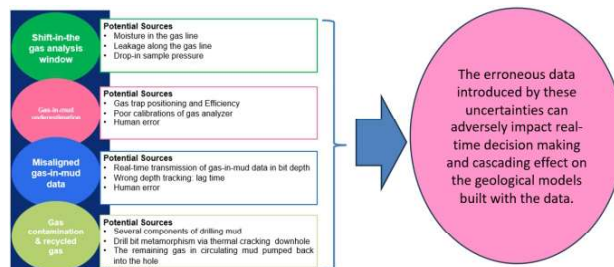 Shift-in-the
gas analysis
window
Potential Sources
• Moisture in the gas line
• Leakage along the gas line
• Drop-in sample pressure
Gas-in-mud
underestimation
Potential Sources
• Gas trap positioning and Efficiency
• Poor calibrations of gas analyzer
• Human error
Misaligned
gas-in-mud
data
Potential Sources
• Real-time transmission of gas-in-mud data in bit depth
• Wrong depth tracking: lag time
• Human error
Gas
contamination
& recycled
gas
Potential Sources
• Several components of drilling mud
• Drill bit metamorphism via thermal cracking downhole
• The remaining gas in circulating mud pumped back
into the hole
The erroneous data
introduced by these
uncertainties can
adversely impact real-
time decision making
and cascading effect on
the geological models
built with the data.